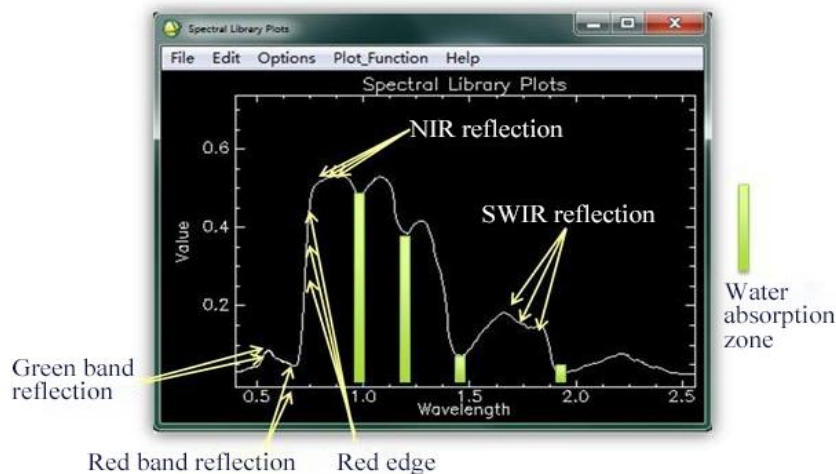 Spectral Library Plots
File Edit Options Plot_Function Help
Spectral Library Plots
NIR reflection
0.6
SWIR reflection
0.4
Value
0.2
Water
absorption
zone
Green band
reflection
0.5 1.0 1.5 2.0 2.5
Wavelength
Red band reflection Red edge